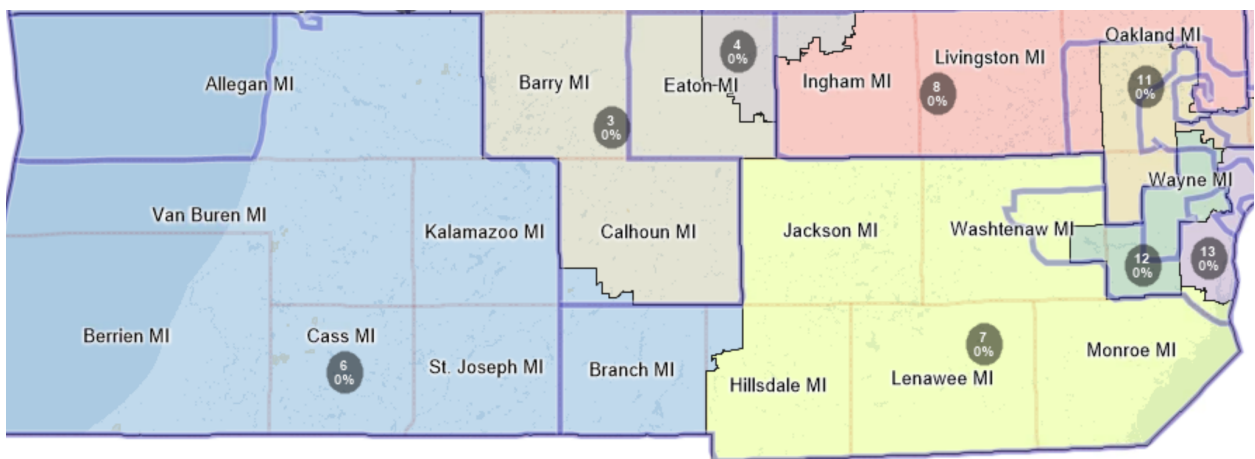 Oakland MI
4
0%
Livingston MI
Allegan MI
Barry MI
Eaton MI
Ingham MI
8
0%
11
0%
3
0%
Wayne MI
Van Buren MI
Kalamazoo MI
Calhoun MI
Jackson MI
Washtenaw MI
12
0%
13
0%
Berrien MI
Cass MI
6
0%
St. Joseph MI
Branch MI
Hillsdale MI
7
0%
Lenawee MI
Monroe MI